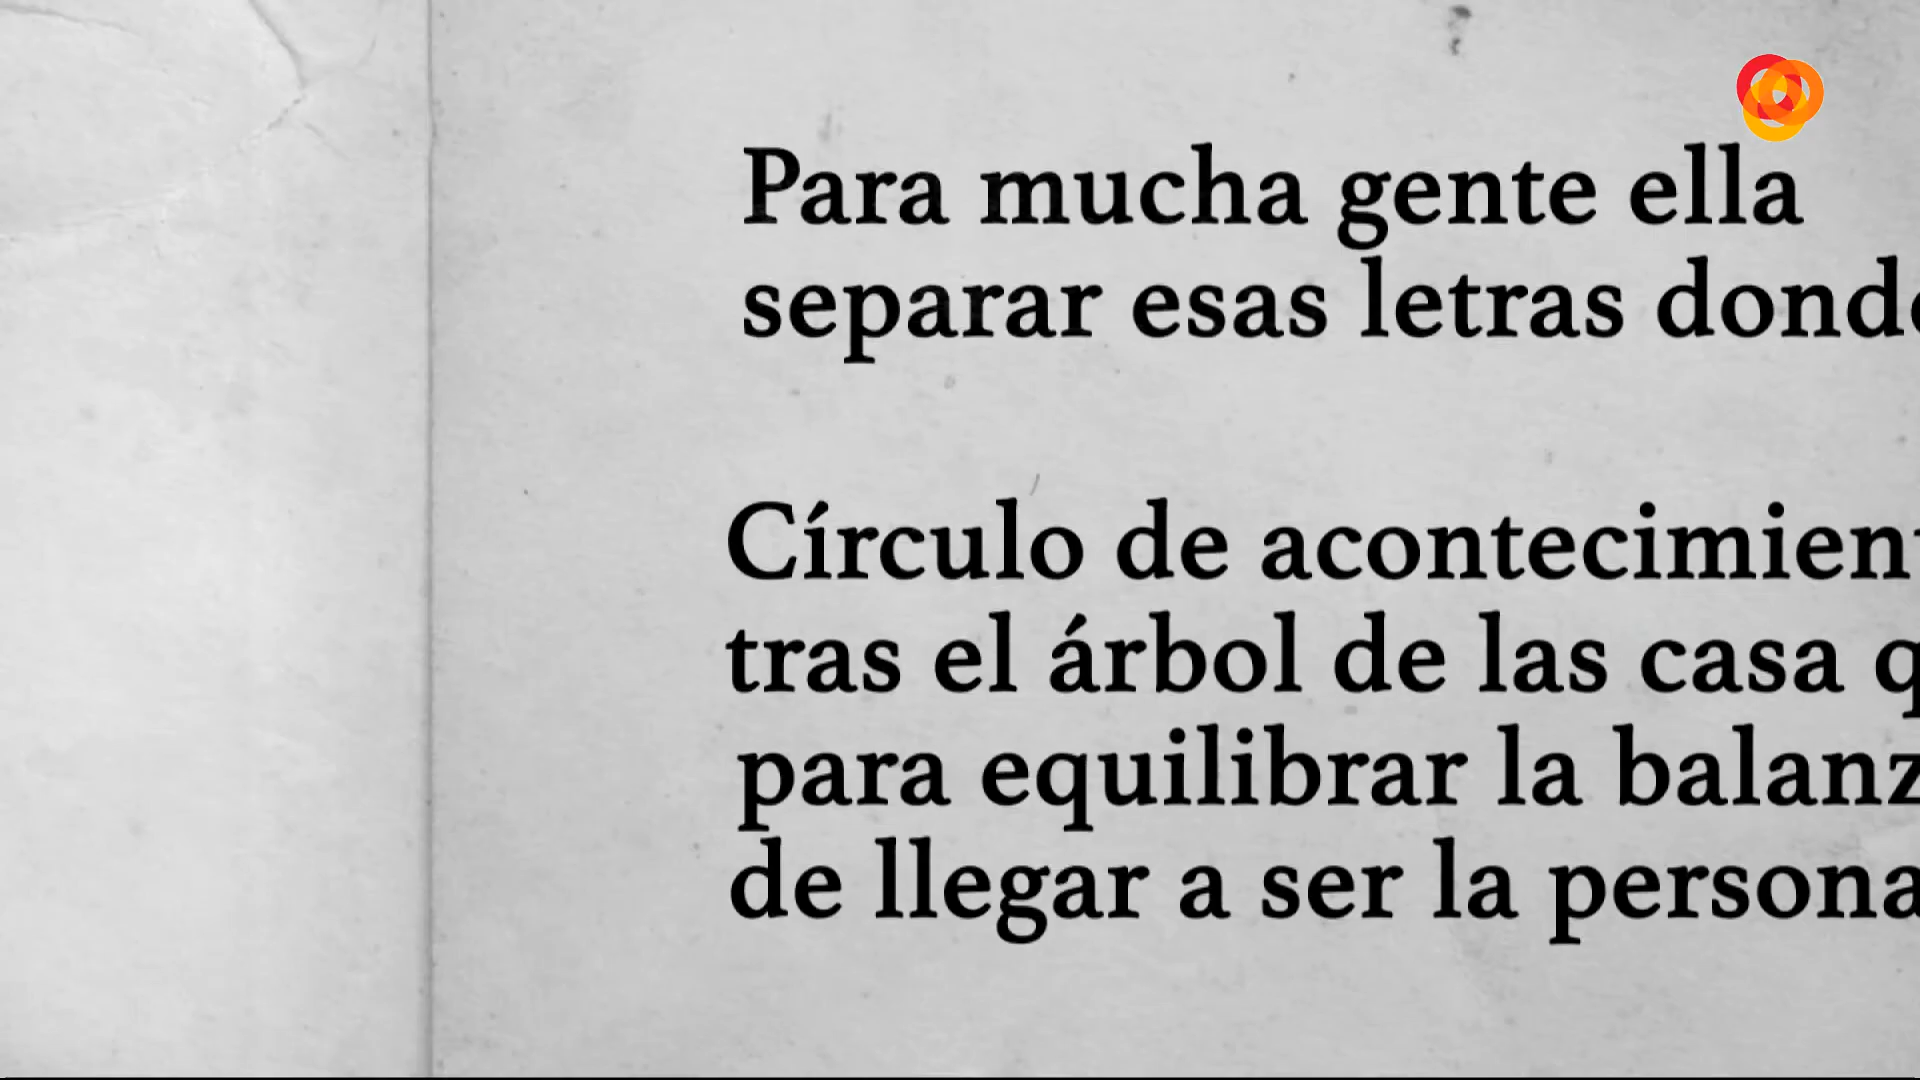 Para mucha gente ella
separar esas letras dond
Círculo de acontecimien
tras el árbol de las casa q
para equilibrar la balanz
de llegar a ser la persona